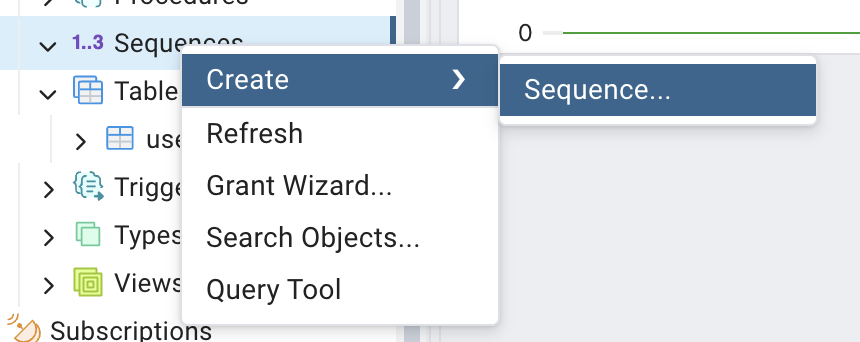 Procedures
1..3 Sequences
0
Create
Sequence...
Table
Refresh
use
Grant Wizard...
Trigge
Search Objects...
Types
Query Tool
Views
Subscriptions